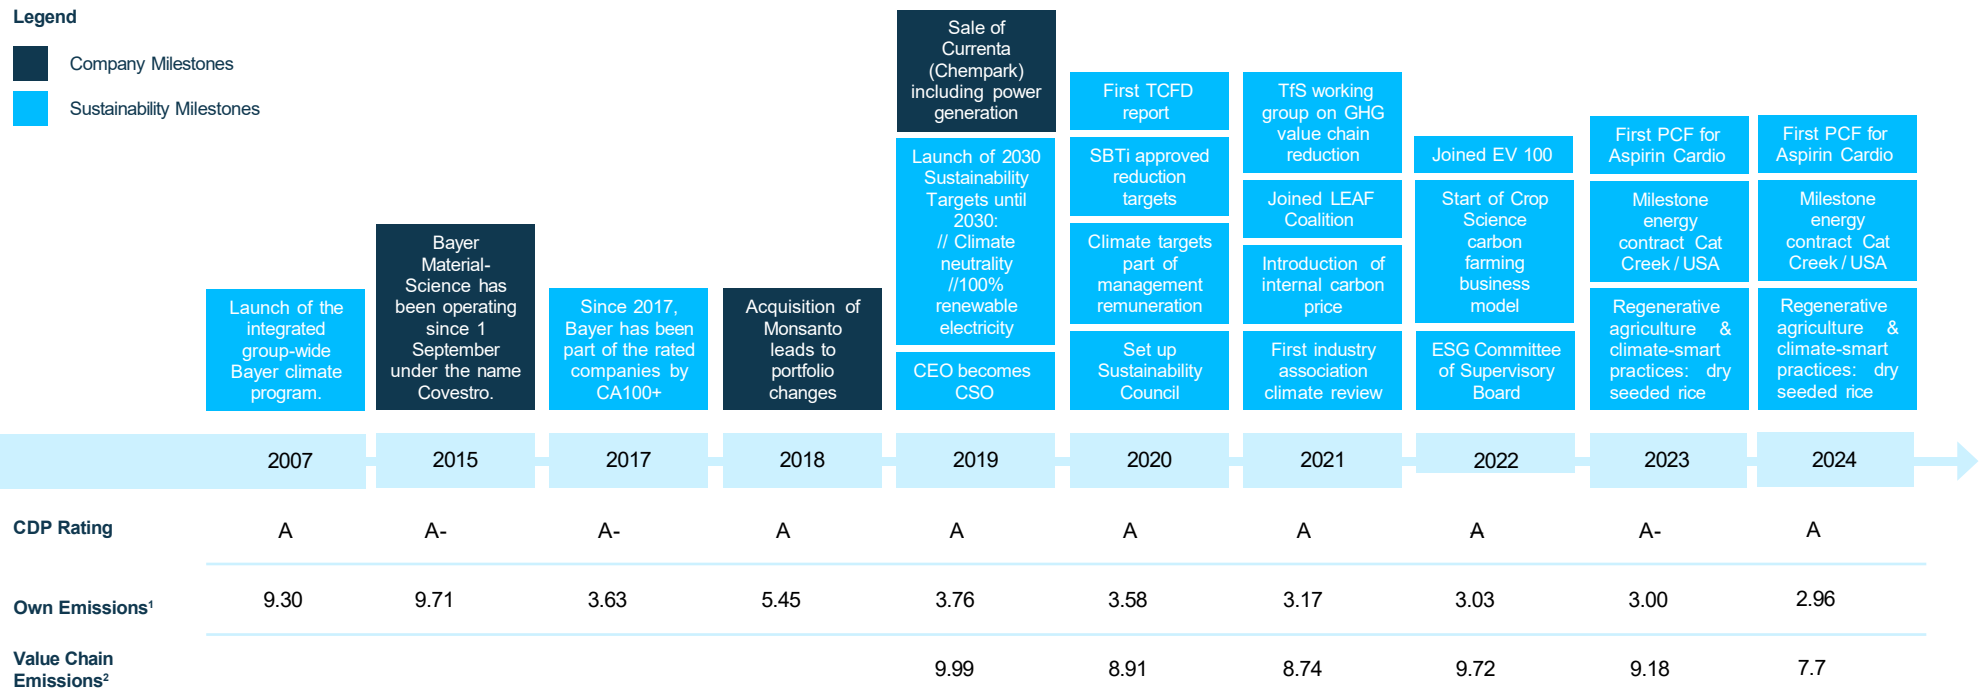 Legend
Company Milestones
Sustainability Milestones
Launch of the
integrated
group-wide
Bayer climate
program.
Bayer
Material-
Science has
been operating
since 1
September
under the name
Covestro.
Since 2017,
Bayer has been
part of the rated
companies by
CA100+
Acquisition of
Monsanto
leads to
portfolio
changes
Sale of
Currenta
(Chempark)
including power
generation
Launch of 2030
Sustainability
Targets until
2030:
// Climate
neutrality
//100%
renewable
electricity
CEO becomes
CSO
First TCFD
report
SBTi approved
reduction
targets
Climate targets
part of
management
remuneration
Set up
Sustainability
Council
TfS working
group on GHG
value chain
reduction
Joined LEAF
Coalition
Introduction of
internal carbon
price
First industry
association
climate review
Joined EV 100
Start of Crop
Science
carbon
farming
business
model
ESG Committee
of Supervisory
Board
First PCF for
Aspirin Cardio
Milestone
energy
contract Cat
Creek / USA
Regenerative
agriculture &
climate-smart
practices: dry
seeded rice
First PCF for
Aspirin Cardio
Milestone
energy
contract Cat
Creek / USA
Regenerative
agriculture &
climate-smart
practices: dry
seeded rice
2007 2015 2017 2018 2019 2020 2021 2022 2023 2024
CDP Rating A A- A- A A A A A A- A
Own Emissions¹ 9.30 9.71 3.63 5.45 3.76 3.58 3.17 3.03 3.00 2.96
Value Chain
Emissions² 9.99 8.91 8.74 9.72 9.18 7.7